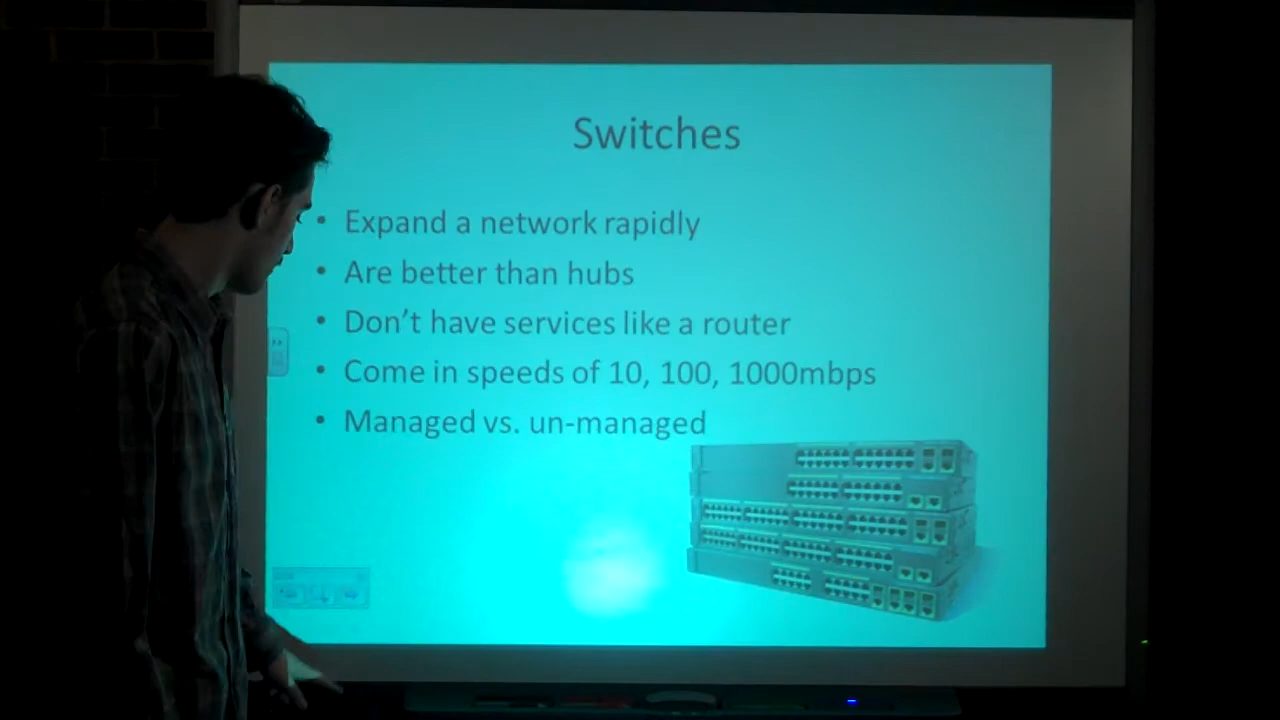 Switches
Expand a network rapidly
Are better than hubs
Don't have services like a router
Come in speeds of 10, 100, 1000mbps
Managed vs. un-managed